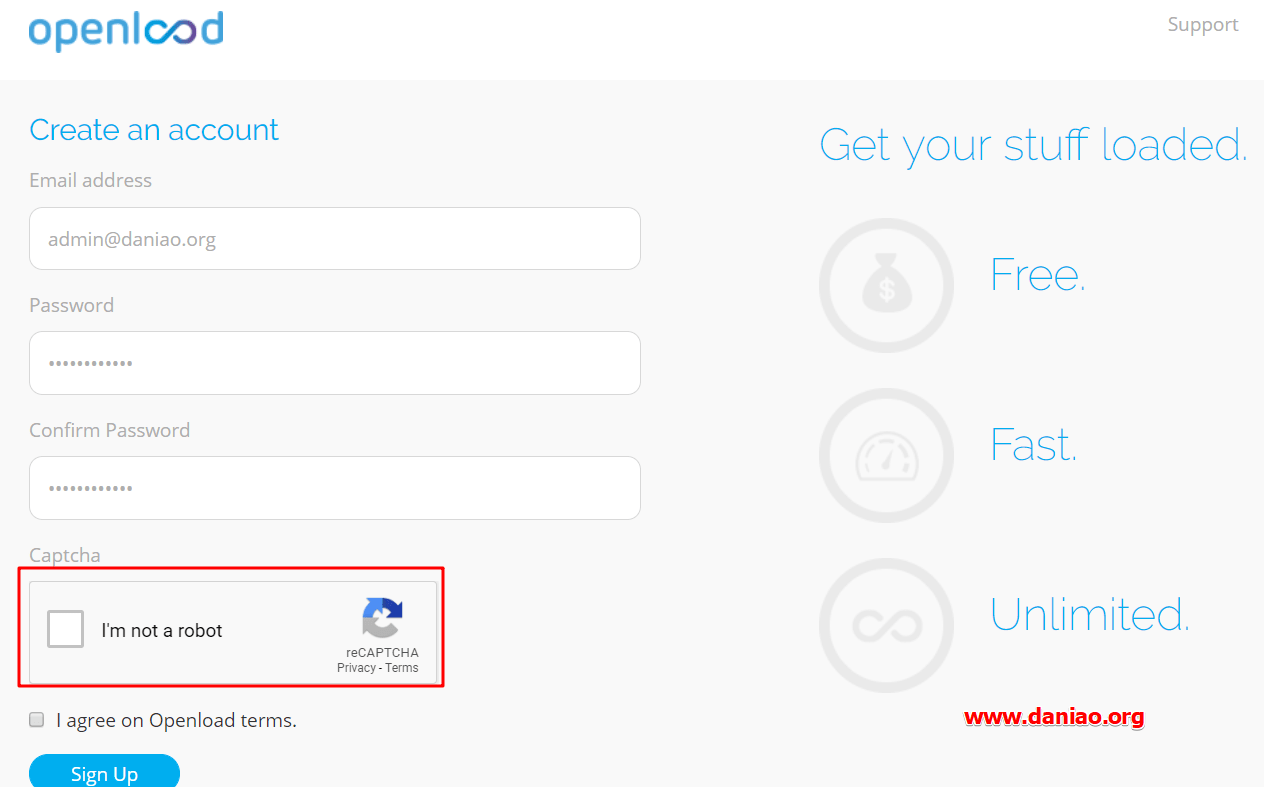 openload
Support
Create an account
Get your stuff loaded.
Email address
admin@daniao.org
Free.
Password
••••••••••••
Fast.
Confirm Password
••••••••••••
Captcha
I'm not a robot
reCAPTCHA
Privacy - Terms
Unlimited.
I agree on Openload terms.
www.daniao.org
Sign Up